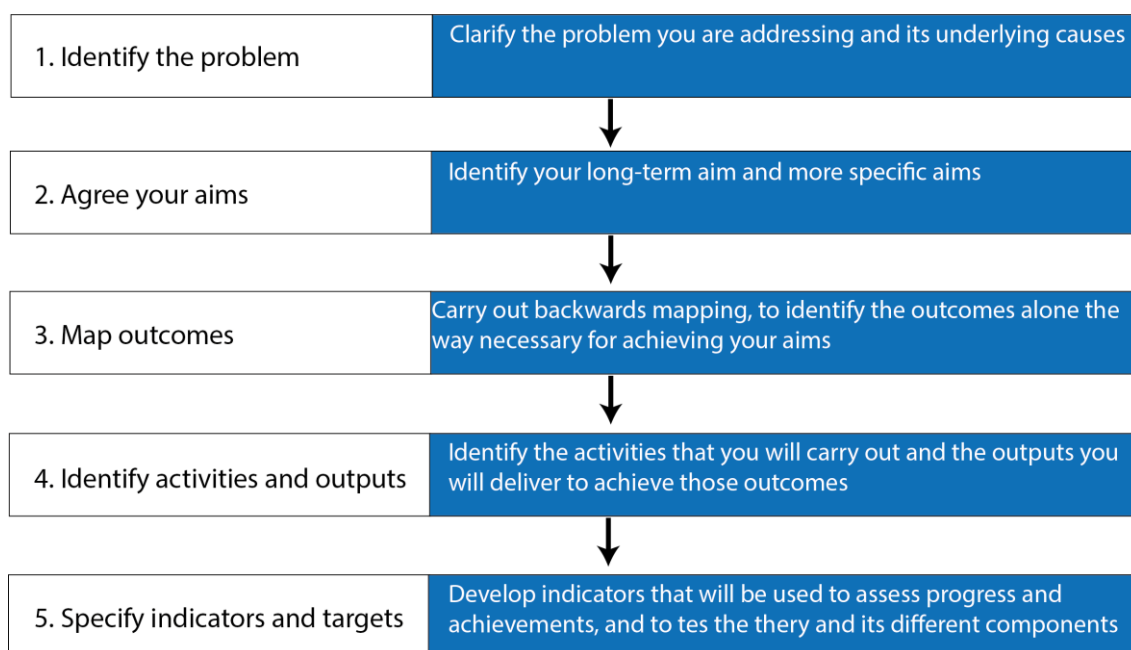 1. Identify the problem
Clarify the problem you are addressing and its underlying causes
2. Agree your aims
Identify your long-term aim and more specific aims
3. Map outcomes
Carry out backwards mapping, to identify the outcomes alone the
way necessary for achieving your aims
4. Identify activities and outputs
Identify the activities that you will carry out and the outputs you
will deliver to achieve those outcomes
5. Specify indicators and targets
Develop indicators that will be used to assess progress and
achievements, and to tes the thery and its different components